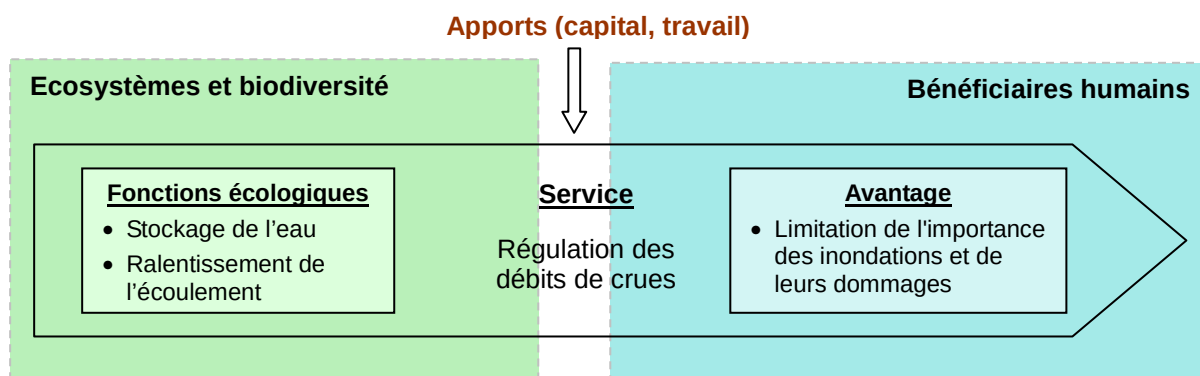 Apports (capital, travail)
Ecosystèmes et biodiversité
Bénéficiaires humains
Fonctions écologiques
• Stockage de l’eau
• Ralentissement de
l’écoulement
Service
Régulation des
débits de crues
Avantage
• Limitation de l'importance
des inondations et de
leurs dommages